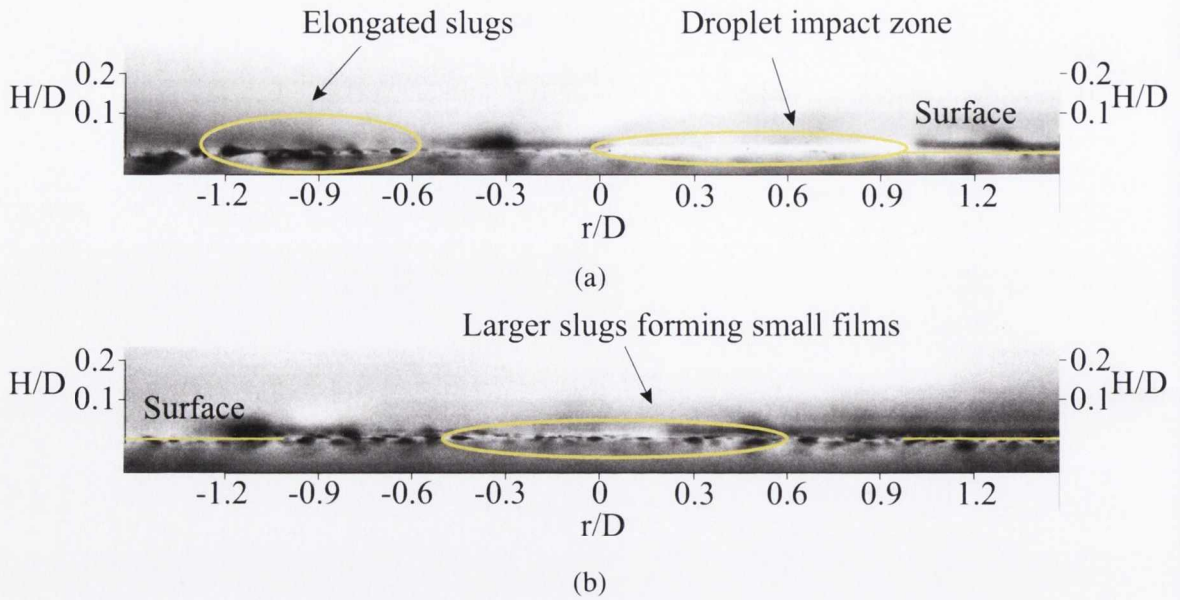 Elongated slugs Droplet impact zone
0.2 0.2
H/D 0.1 Surface 0.1 H/D
-1.2 -0.9 -0.6 -0.3 0 0.3 0.6 0.9 1.2
r/D
(a)
Larger slugs forming small films
0.2 0.2
H/D 0.1 0.1 H/D
Surface
-1.2 -0.9 -0.6 -0.3 0 0.3 0.6 0.9 1.2
r/D
(b)